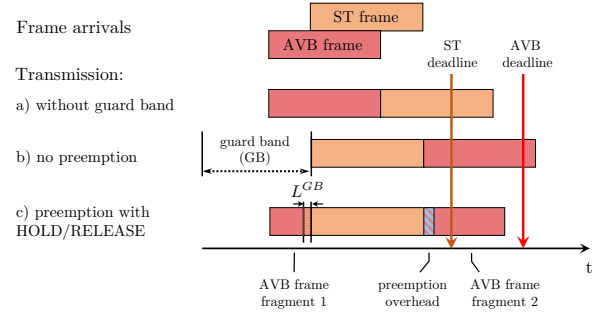 Frame arrivals
ST frame
AVB frame
Transmission:
ST
deadline
AVB
deadline
a) without guard band
guard band
(GB)
b) no preemption
L^{GB}
c) preemption with
HOLD/RELEASE
t
AVB frame
fragment 1
preemption
overhead
AVB frame
fragment 2